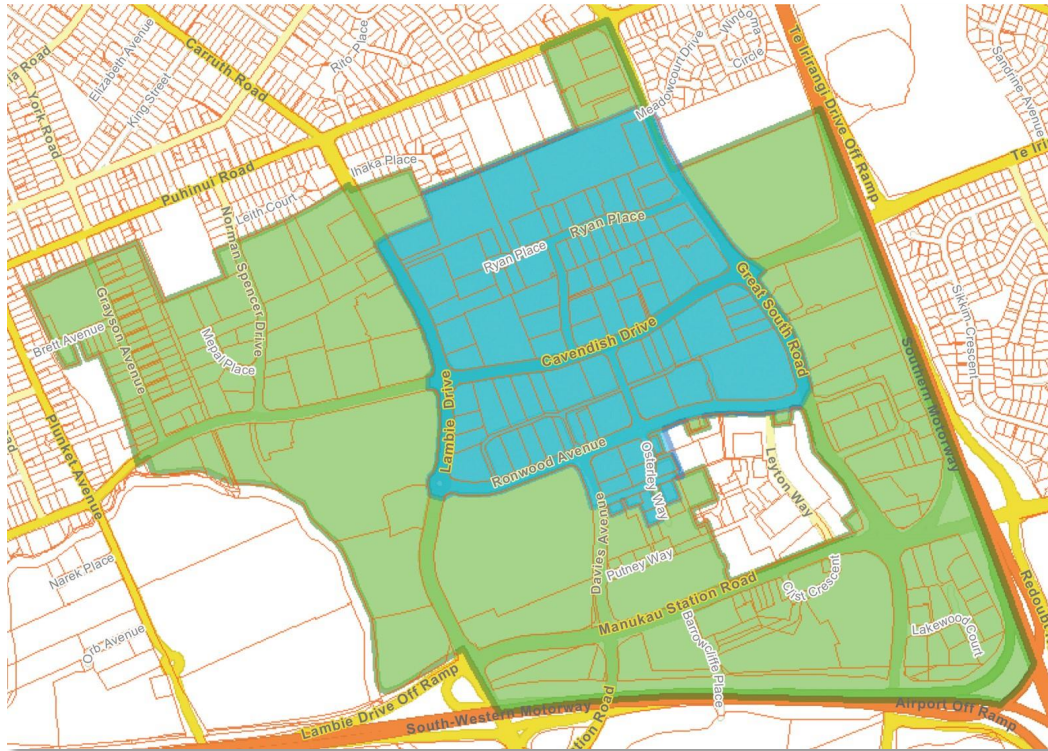 Elizabeth Avenue
Carruth Road
Rito Place
Meadowcourt Drive
Windoma
Circle
Te Irirangi Drive Off Ramp
Sandrine Avenue
ia Road
York Road
King Street
Puhinui Road
Ihaka Place
Te Irir
Leith Court
Norman Spencer Drive
Ryan Place
Ryan Place
Great South Road
Sikkim Crescent
Brett Avenue
Grayson Avenue
Mepal Place
Cavendish Drive
Southern Motorway
Lambie Drive
Plunket Avenue
oad
Ronwood Avenue
Osterley Way
Leyton Way
Narek Place
Davies Avenue
Putney Way
Crist Crescent
Redoubt
Manukau Station Road
Orb Avenue
Barrowcliffe Place
Lakewood Court
Lambie Drive Off Ramp
South-Western Motorway
tion Road
Airport Off Ramp